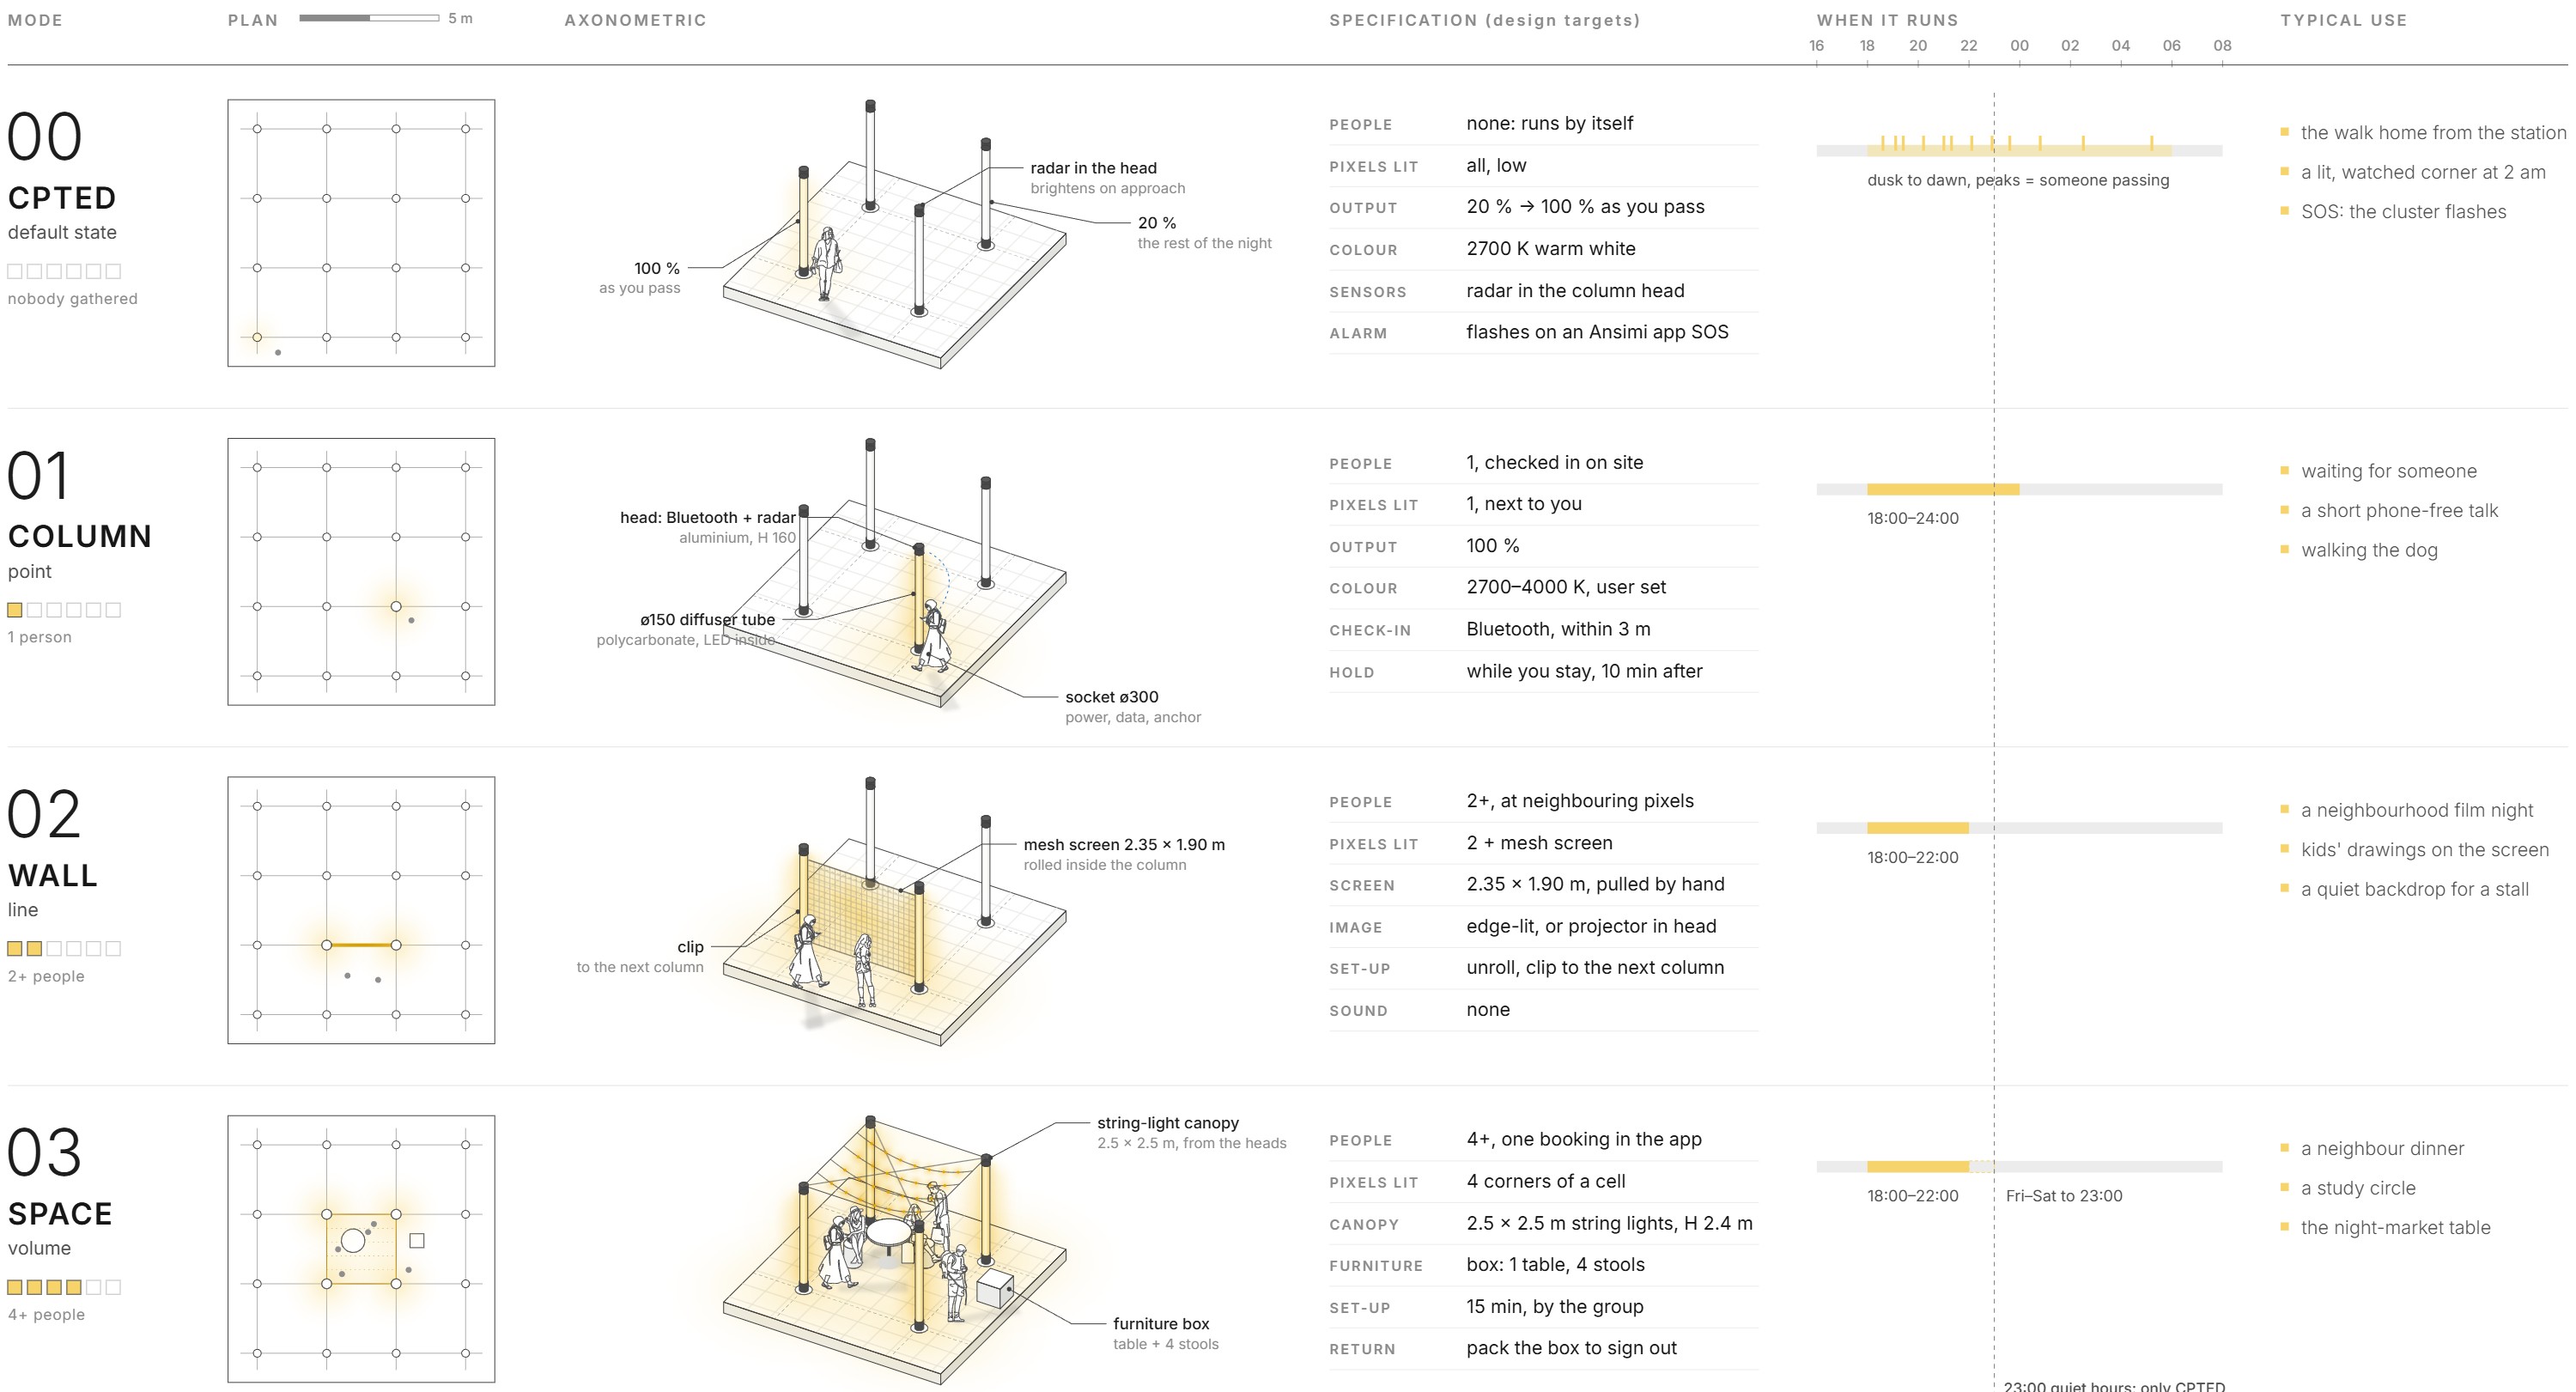 MODE
PLAN
5 m
AXONOMETRIC
SPECIFICATION (design targets)
WHEN IT RUNS
TYPICAL USE
16 18 20 22 00 02 04 06 08
00
CPTED
default state
nobody gathered
radar in the head
brightens on approach
20 %
the rest of the night
100 %
as you pass
PEOPLE none: runs by itself
PIXELS LIT all, low
OUTPUT 20 % → 100 % as you pass
COLOUR 2700 K warm white
SENSORS radar in the column head
ALARM flashes on an Ansimi app SOS
dusk to dawn, peaks = someone passing
the walk home from the station
a lit, watched corner at 2 am
SOS: the cluster flashes
01
COLUMN
point
1 person
head: Bluetooth + radar
aluminium, H 160
ø150 diffuser tube
polycarbonate, LED inside
socket ø300
power, data, anchor
PEOPLE 1, checked in on site
PIXELS LIT 1, next to you
OUTPUT 100 %
COLOUR 2700–4000 K, user set
CHECK-IN Bluetooth, within 3 m
HOLD while you stay, 10 min after
18:00–24:00
waiting for someone
a short phone-free talk
walking the dog
02
WALL
line
2+ people
mesh screen 2.35 × 1.90 m
rolled inside the column
clip
to the next column
PEOPLE 2+, at neighbouring pixels
PIXELS LIT 2 + mesh screen
SCREEN 2.35 × 1.90 m, pulled by hand
IMAGE edge-lit, or projector in head
SET-UP unroll, clip to the next column
SOUND none
18:00–22:00
a neighbourhood film night
kids' drawings on the screen
a quiet backdrop for a stall
03
SPACE
volume
4+ people
string-light canopy
2.5 × 2.5 m, from the heads
furniture box
table + 4 stools
PEOPLE 4+, one booking in the app
PIXELS LIT 4 corners of a cell
CANOPY 2.5 × 2.5 m string lights, H 2.4 m
FURNITURE box: 1 table, 4 stools
SET-UP 15 min, by the group
RETURN pack the box to sign out
18:00–22:00
Fri–Sat to 23:00
a neighbour dinner
a study circle
the night-market table
23:00 quiet hours: only CPTED